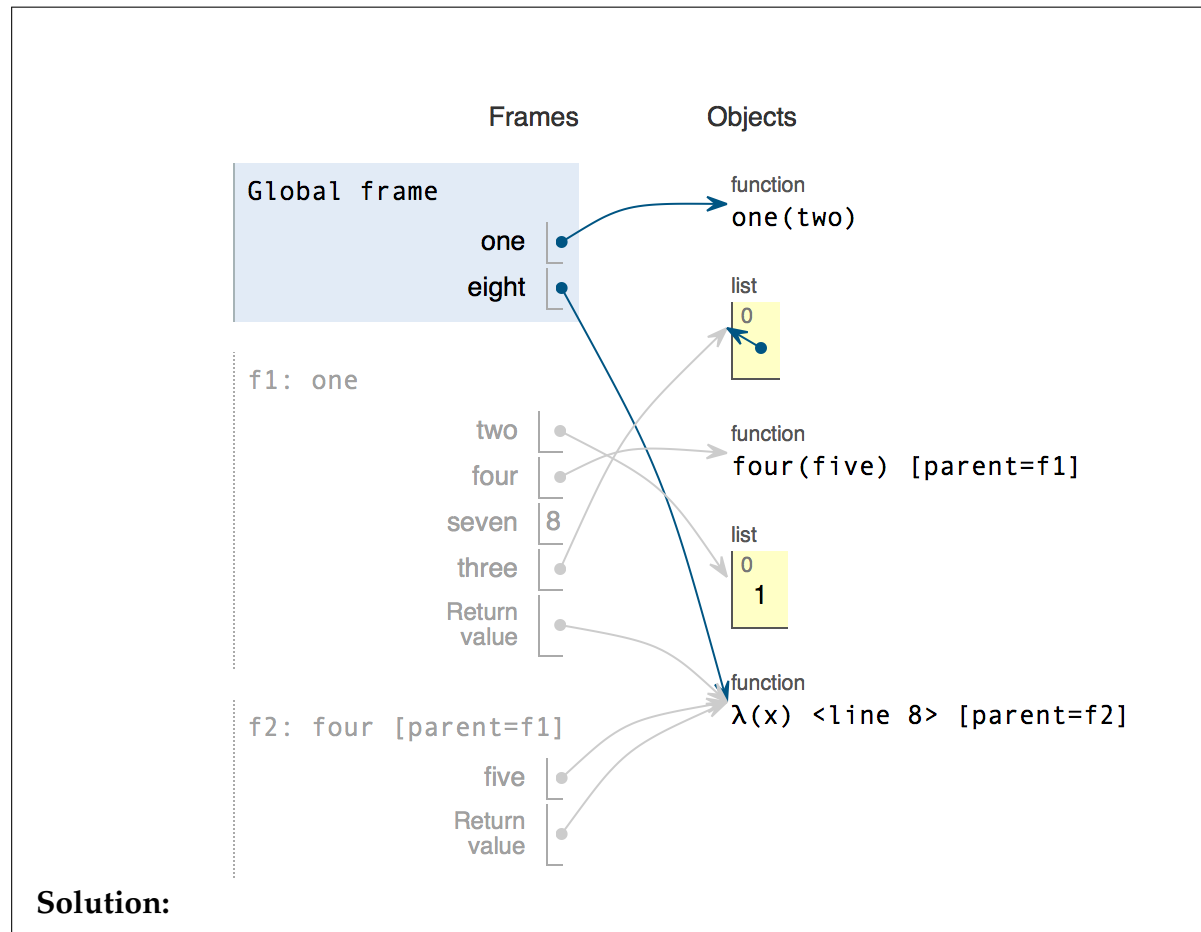 Frames Objects
Global frame
one
eight
function
one(two)
list
0
f1: one
two
four
seven 8
three
Return
value
function
four(five) [parent=f1]
list
0
1
function
λ(x) <line 8> [parent=f2]
f2: four [parent=f1]
five
Return
value
Solution: